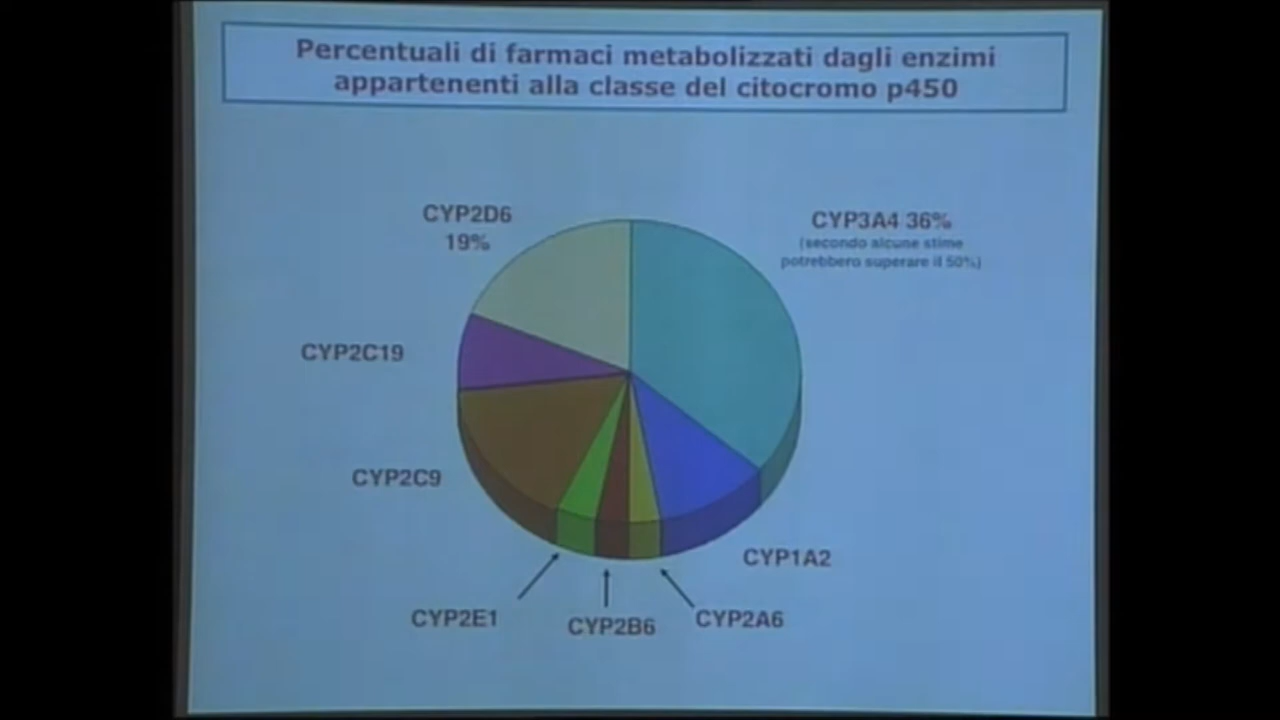 Percentuali di farmaci metabolizzati dagli enzimi
appartenenti alla classe del citocromo p450
CYP2D6
19%
CYP3A4 36%
(secondo alcune stime
potrebbero superare il 50%)
CYP2C19
CYP2C9
CYP1A2
CYP2E1
CYP2B6
CYP2A6